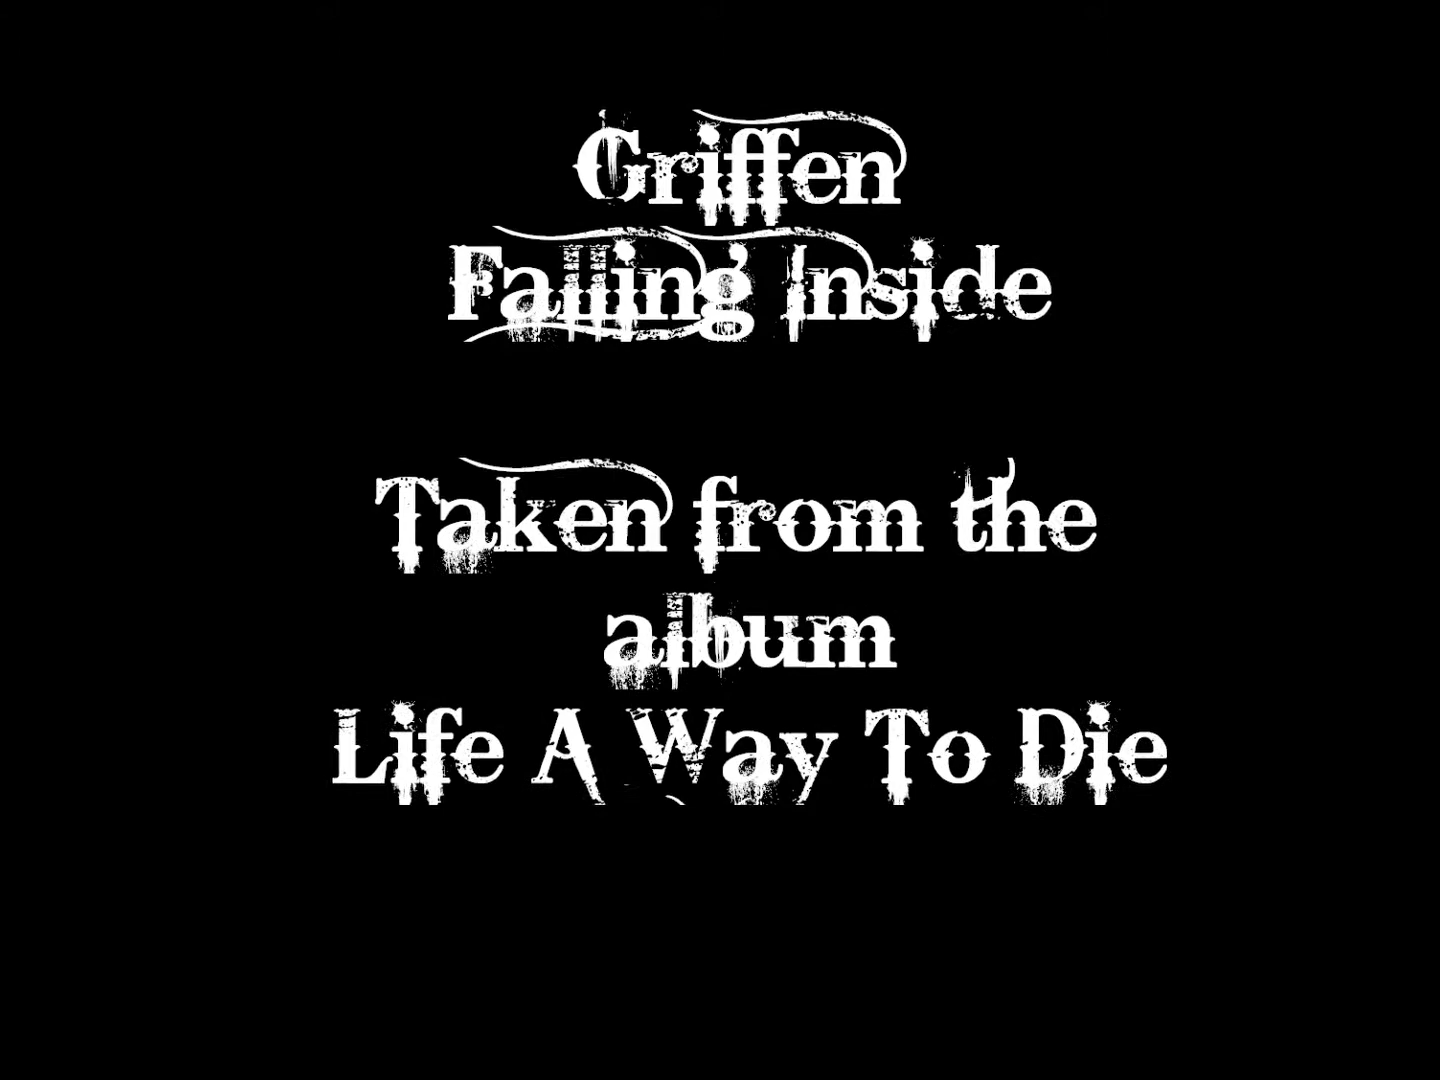 Griffen
Falling Inside
Taken from the
album
Life A Way To Die